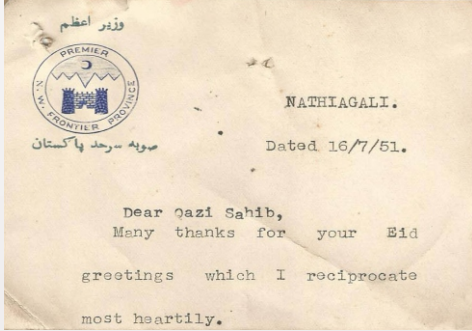 وزیر اعظم
PREMIER
N. W. FRONTIER PROVINCE
صوبہ سرحد پاکستان
NATHIAGALI.
Dated 16/7/51.
Dear Qazi Sahib,
Many thanks for your Eid
greetings which I reciprocate
most heartily.